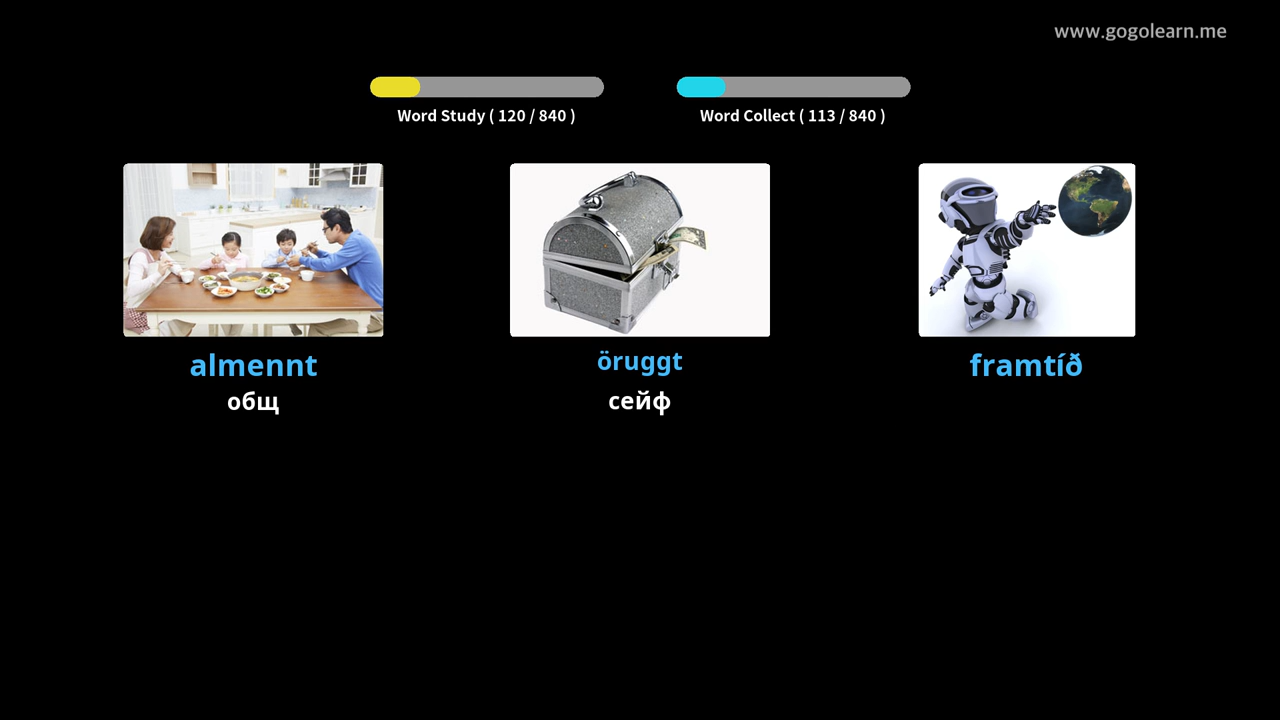 www.gogolearn.me
Word Study ( 120 / 840 )
Word Collect ( 113 / 840 )
almennt
общ
öruggt
сейф
framtíð